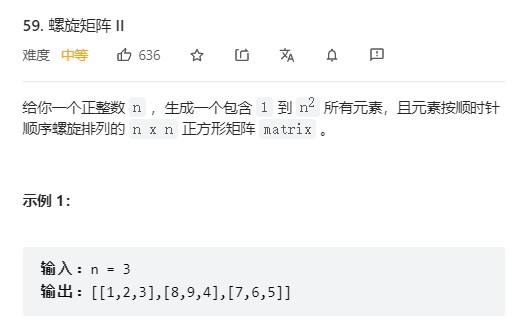 59. 螺旋矩阵 II
难度 中等 636
给你一个正整数 n ，生成一个包含 1 到 n² 所有元素，且元素按顺时针
顺序螺旋排列的 n x n 正方形矩阵 matrix 。
示例 1：
输入：n = 3
输出：[[1,2,3],[8,9,4],[7,6,5]]